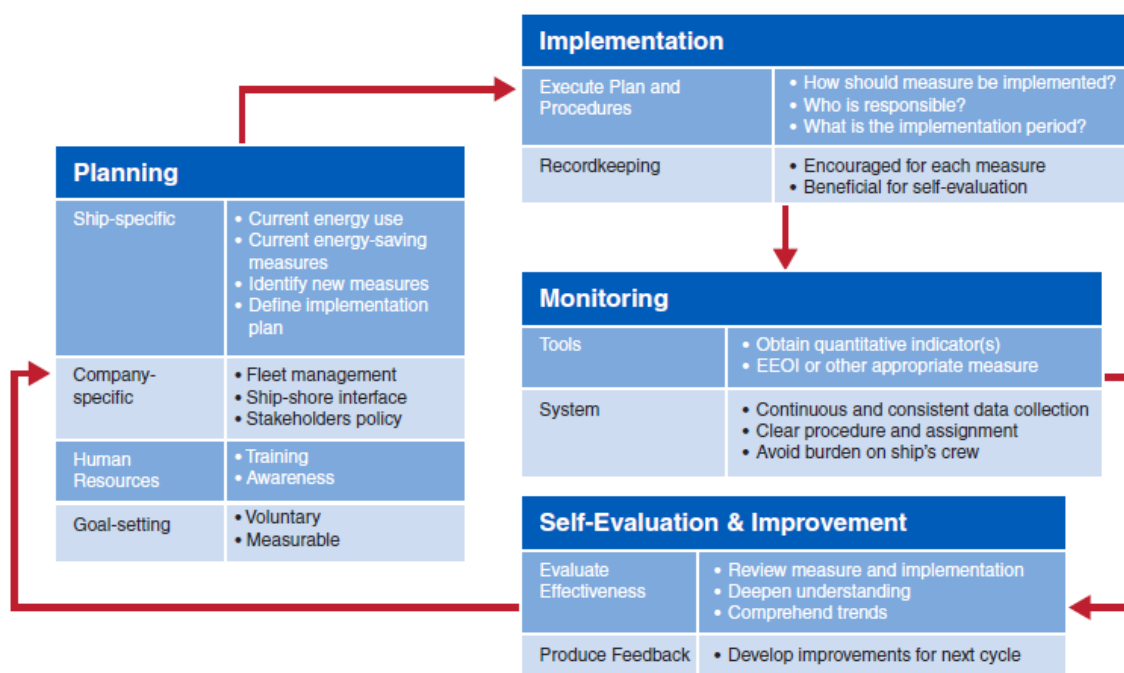 Implementation
Execute Plan and
Procedures
• How should measure be implemented?
• Who is responsible?
• What is the implementation period?
Recordkeeping
• Encouraged for each measure
• Beneficial for self-evaluation
Planning
Ship-specific
• Current energy use
• Current energy-saving
measures
• Identify new measures
• Define implementation
plan
Company-
specific
• Fleet management
• Ship-shore interface
• Stakeholders policy
Human
Resources
• Training
• Awareness
Goal-setting
• Voluntary
• Measurable
Monitoring
Tools
• Obtain quantitative indicator(s)
• EEOI or other appropriate measure
System
• Continuous and consistent data collection
• Clear procedure and assignment
• Avoid burden on ship's crew
Self-Evaluation & Improvement
Evaluate
Effectiveness
• Review measure and implementation
• Deepen understanding
• Comprehend trends
Produce Feedback
• Develop improvements for next cycle